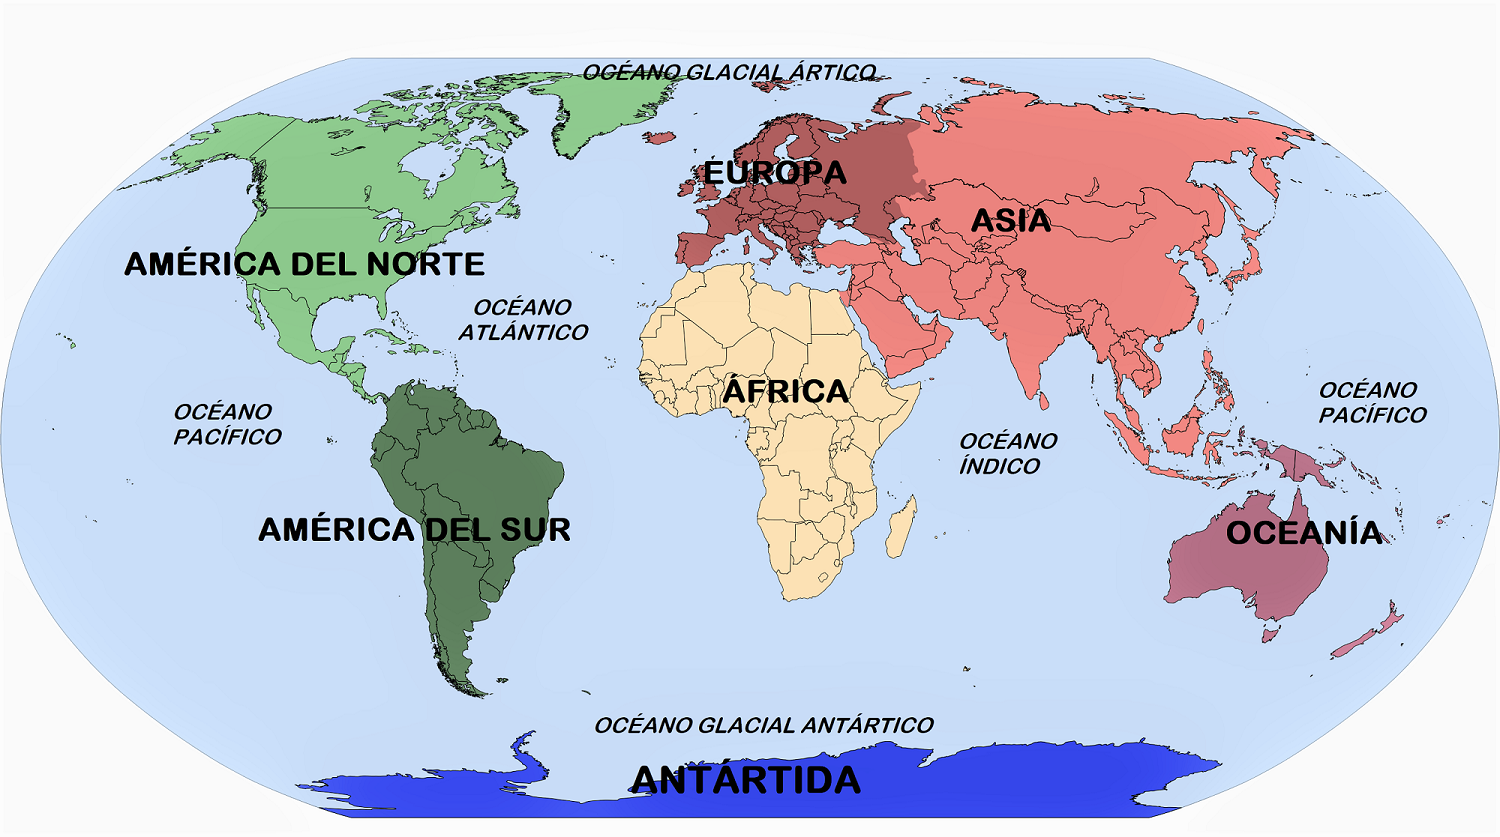 OCÉANO GLACIAL ÁRTICO
EUROPA
ASIA
AMÉRICA DEL NORTE
OCÉANO
ATLÁNTICO
ÁFRICA
OCÉANO
PACÍFICO
OCÉANO
PACÍFICO
OCÉANO
ÍNDICO
AMÉRICA DEL SUR
OCEANÍA
OCÉANO GLACIAL ANTÁRTICO
ANTÁRTIDA